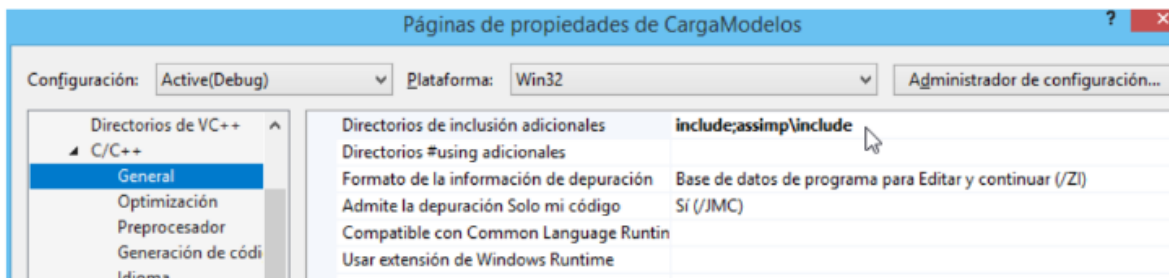 Páginas de propiedades de CargaModelos ?
Configuración: Active(Debug) Plataforma: Win32 Administrador de configuración...
Directorios de VC++
C/C++
General
Optimización
Preprocesador
Generación de códi
Idioma
Directorios de inclusión adicionales include;assimp\include
Directorios #using adicionales
Formato de la información de depuración Base de datos de programa para Editar y continuar (/ZI)
Admite la depuración Solo mi código Sí (/JMC)
Compatible con Common Language Runtin
Usar extensión de Windows Runtime